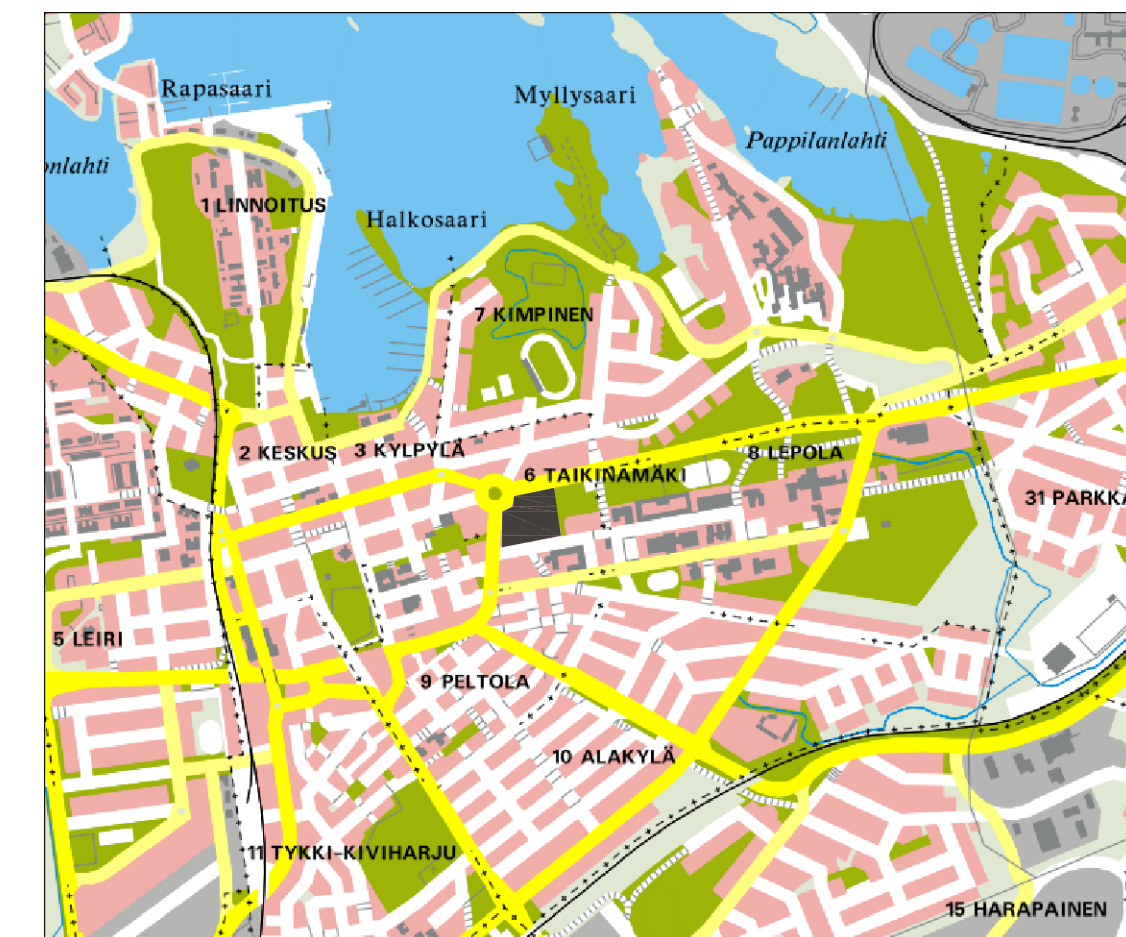 Rapasaari
Myllysaari
Pappilanlahti
onlahti
1 LINNOITUS
Halkosaari
7 KIMPINEN
2 KESKUS
3 KYLPYLÄ
8 LEPOLA
6 TAIKINAMÄKI
31 PARKKA
5 LEIRI
9 PELTOLA
10 ALAKYLÄ
11 TYKKI-KIVIHARJU
15 HARAPAINEN